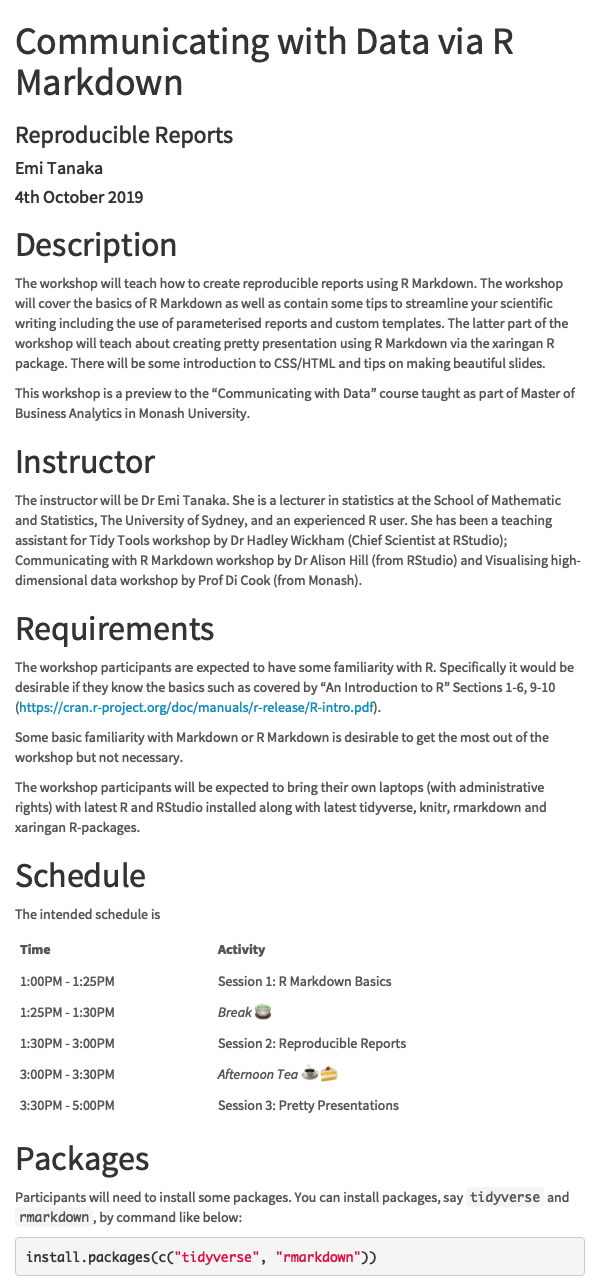 Communicating with Data via R
Markdown
Reproducible Reports
Emi Tanaka
4th October 2019
Description
The workshop will teach how to create reproducible reports using R Markdown. The workshop
will cover the basics of R Markdown as well as contain some tips to streamline your scientific
writing including the use of parameterised reports and custom templates. The latter part of the
workshop will teach about creating pretty presentation using R Markdown via the xaringan R
package. There will be some introduction to CSS/HTML and tips on making beautiful slides.
This workshop is a preview to the “Communicating with Data” course taught as part of Master of
Business Analytics in Monash University.
Instructor
The instructor will be Dr Emi Tanaka. She is a lecturer in statistics at the School of Mathematic
and Statistics, The University of Sydney, and an experienced R user. She has been a teaching
assistant for Tidy Tools workshop by Dr Hadley Wickham (Chief Scientist at RStudio);
Communicating with R Markdown workshop by Dr Alison Hill (from RStudio) and Visualising high-
dimensional data workshop by Prof Di Cook (from Monash).
Requirements
The workshop participants are expected to have some familiarity with R. Specifically it would be
desirable if they know the basics such as covered by “An Introduction to R” Sections 1-6, 9-10
(https://cran.r-project.org/doc/manuals/r-release/R-intro.pdf).
Some basic familiarity with Markdown or R Markdown is desirable to get the most out of the
workshop but not necessary.
The workshop participants will be expected to bring their own laptops (with administrative
rights) with latest R and RStudio installed along with latest tidyverse, knitr, rmarkdown and
xaringan R-packages.
Schedule
The intended schedule is
Time Activity
1:00PM - 1:25PM Session 1: R Markdown Basics
1:25PM - 1:30PM Break 🍵
1:30PM - 3:00PM Session 2: Reproducible Reports
3:00PM - 3:30PM Afternoon Tea ☕🍰
3:30PM - 5:00PM Session 3: Pretty Presentations
Packages
Participants will need to install some packages. You can install packages, say tidyverse and
rmarkdown, by command like below:
install.packages(c("tidyverse", "rmarkdown"))